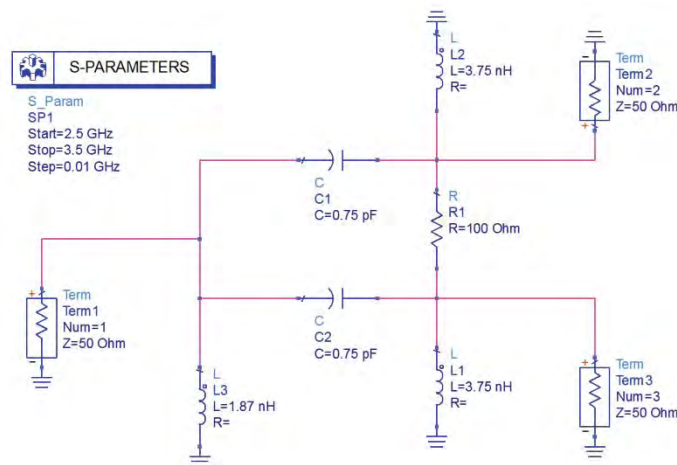 S-PARAMETERS
S_Param
SP1
Start=2.5 GHz
Stop=3.5 GHz
Step=0.01 GHz
L
L2
L=3.75 nH
R=
Term
Term2
Num=2
Z=50 Ohm
C
C1
C=0.75 pF
R
R1
R=100 Ohm
Term
Term1
Num=1
Z=50 Ohm
C
C2
C=0.75 pF
L
L3
L=1.87 nH
R=
L
L1
L=3.75 nH
R=
Term
Term3
Num=3
Z=50 Ohm